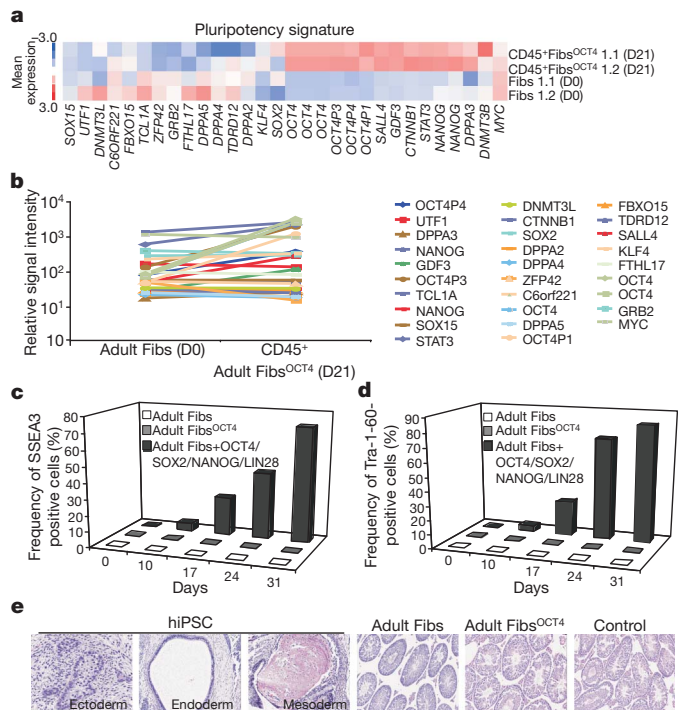 a
Pluripotency signature
–3.0
Mean expression
3.0
CD45+FibsOCT4 1.1 (D21)
CD45+FibsOCT4 1.2 (D21)
Fibs 1.1 (D0)
Fibs 1.2 (D0)
SOX15
UTF1
DNMT3L
C6ORF221
FBXO15
TCL1A
ZFP42
GRB2
FTHL17
DPPA5
DPPA4
TDRD12
DPPA2
KLF4
SOX2
OCT4
OCT4
OCT4
OCT4P3
OCT4P4
OCT4P1
SALL4
GDF3
CTNNB1
STAT3
NANOG
NANOG
DPPA3
DNMT3B
MYC
b
Relative signal intensity
10⁴
10³
10²
10¹
10
Adult Fibs (D0)
CD45+
Adult FibsOCT4 (D21)
OCT4P4
UTF1
DPPA3
NANOG
GDF3
OCT4P3
TCL1A
NANOG
SOX15
STAT3
DNMT3L
CTNNB1
SOX2
DPPA2
DPPA4
ZFP42
C6orf221
OCT4
DPPA5
OCT4P1
FBXO15
TDRD12
SALL4
KLF4
FTHL17
OCT4
OCT4
GRB2
MYC
c
Frequency of SSEA3
positive cells (%)
80
70
60
50
40
30
20
10
0
Adult Fibs
Adult FibsOCT4
Adult Fibs+OCT4/
SOX2/NANOG/LIN28
0
10
17
24
31
Days
d
Frequency of Tra-1-60-
positive cells (%)
90
80
70
60
50
40
30
20
10
0
Adult Fibs
Adult FibsOCT4
Adult Fibs+
OCT4/SOX2/
NANOG/LIN28
0
10
17
24
31
Days
e
hiPSC
Adult Fibs
Adult FibsOCT4
Control
Ectoderm
Endoderm
Mesoderm